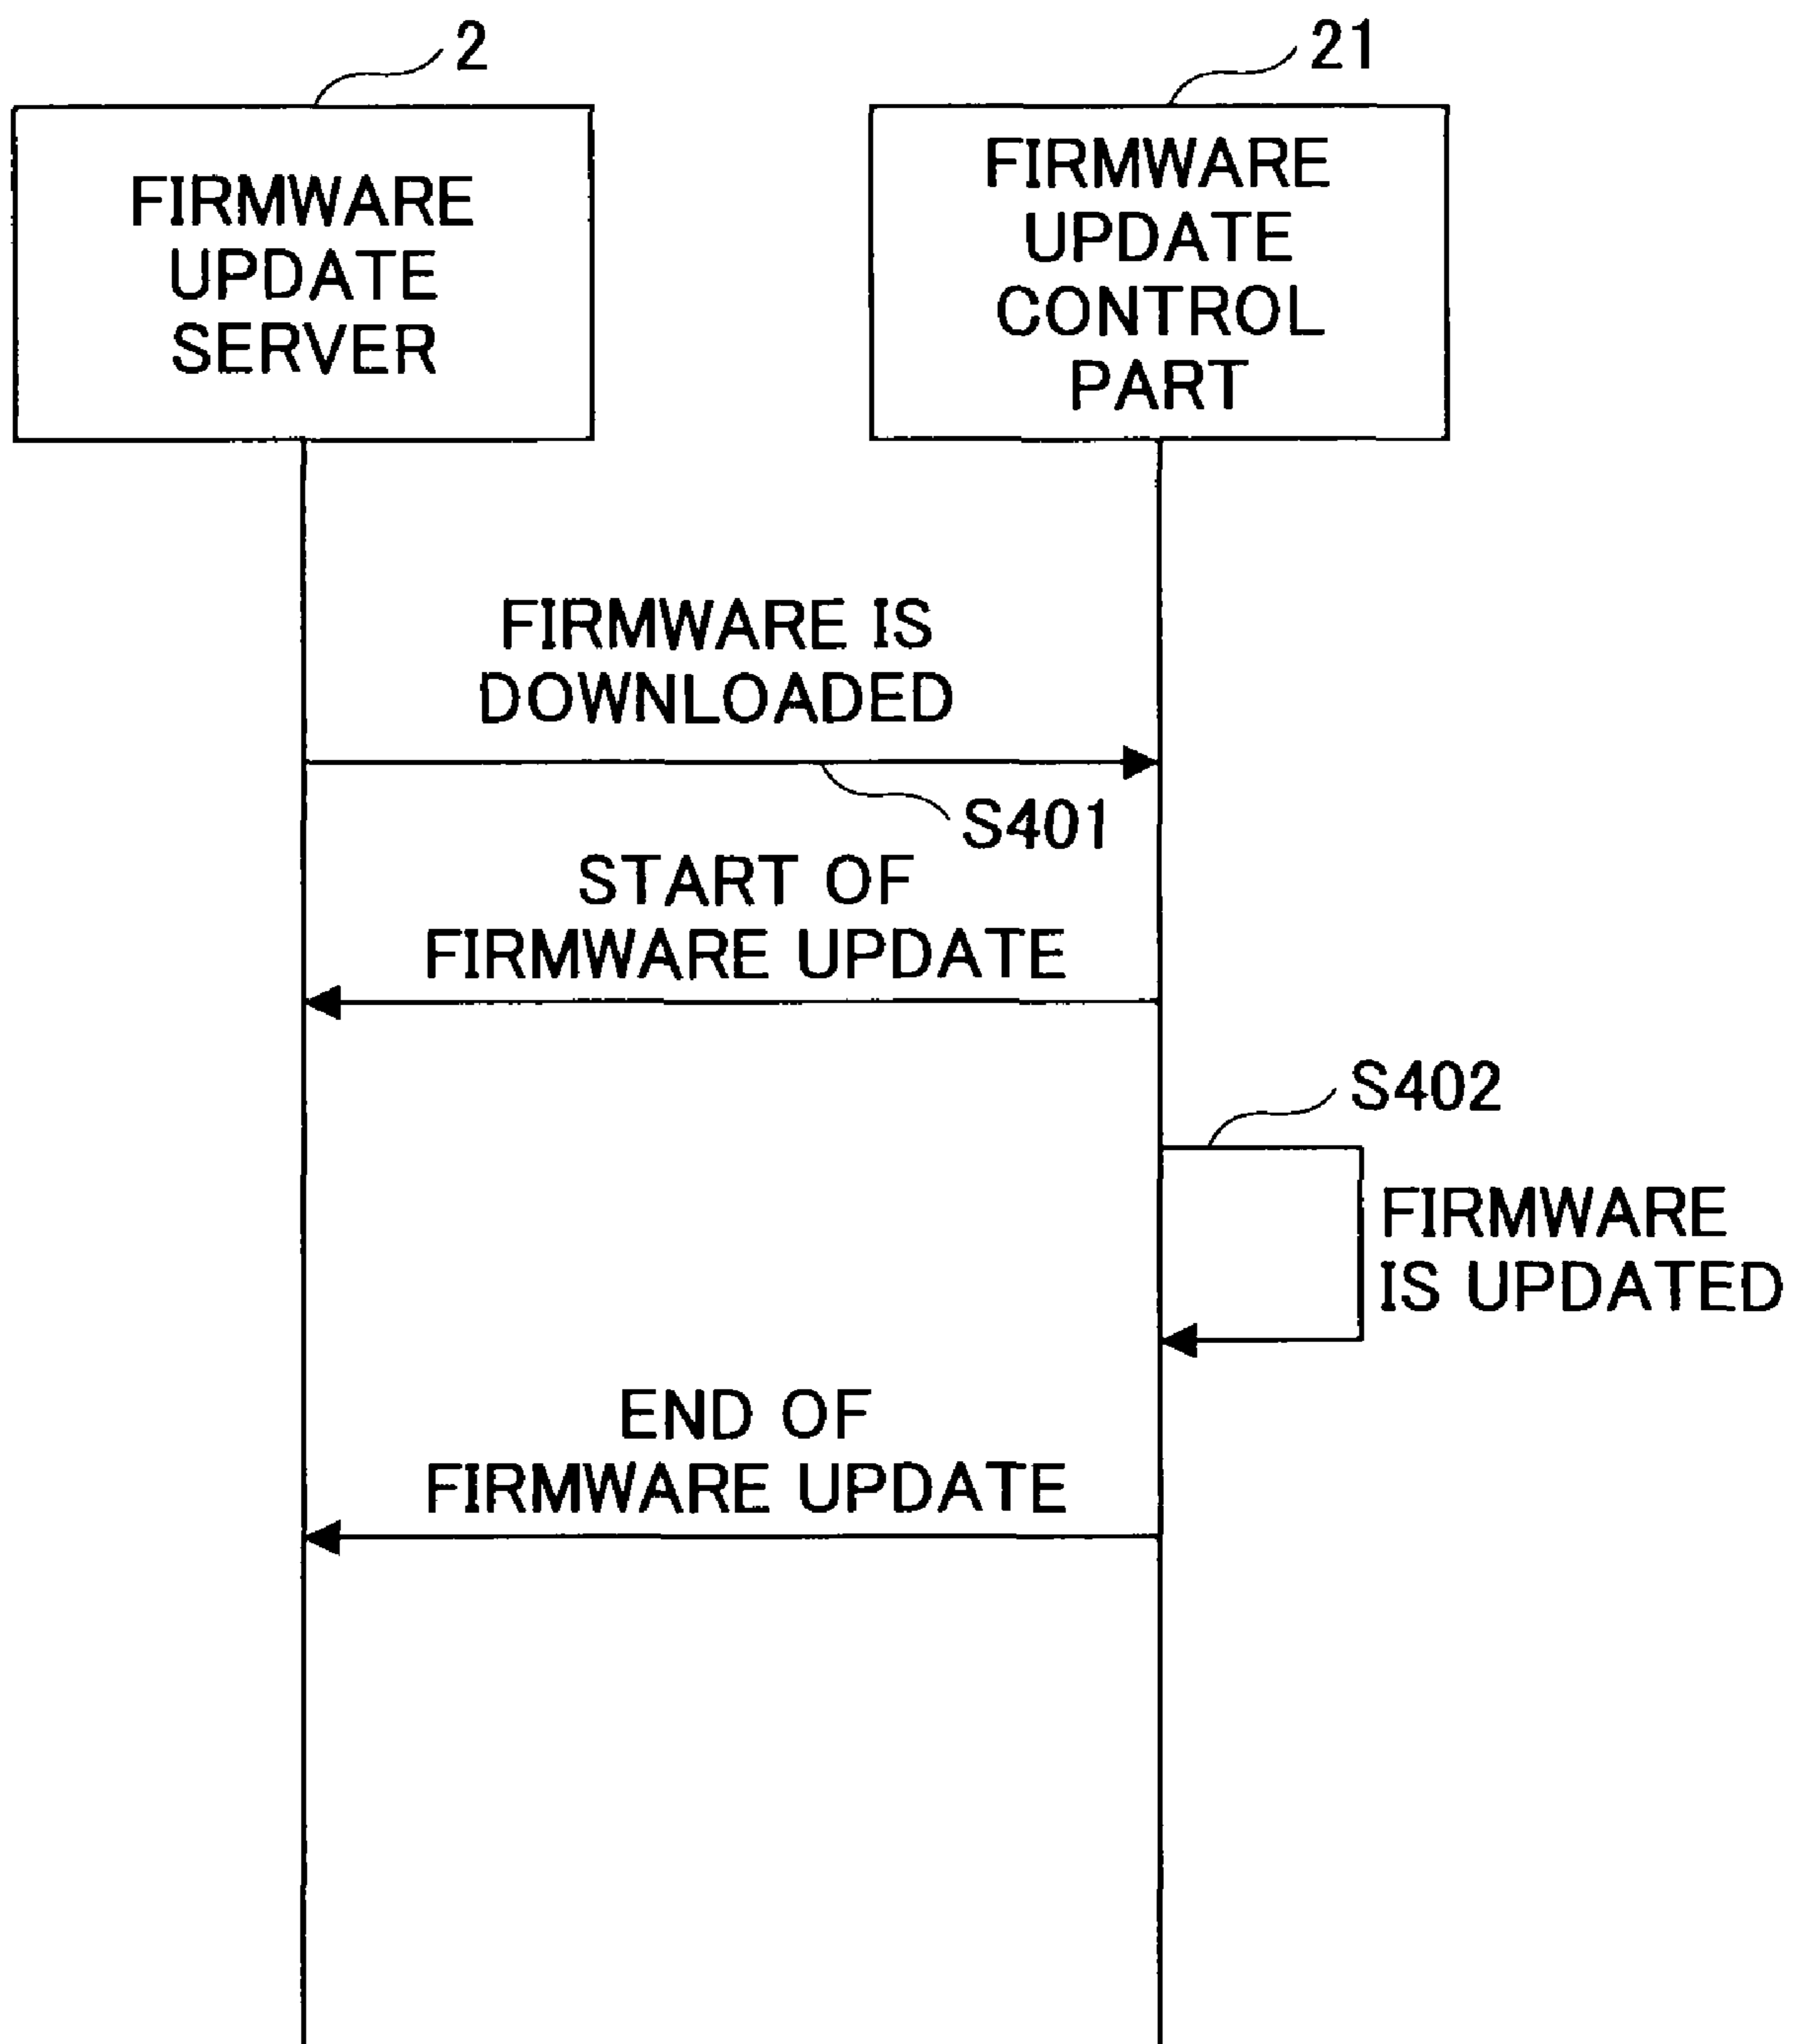 2
21
FIRMWARE
UPDATE
SERVER
FIRMWARE
UPDATE
CONTROL
PART
FIRMWARE IS
DOWNLOADED
S401
START OF
FIRMWARE UPDATE
S402
FIRMWARE
IS UPDATED
END OF
FIRMWARE UPDATE